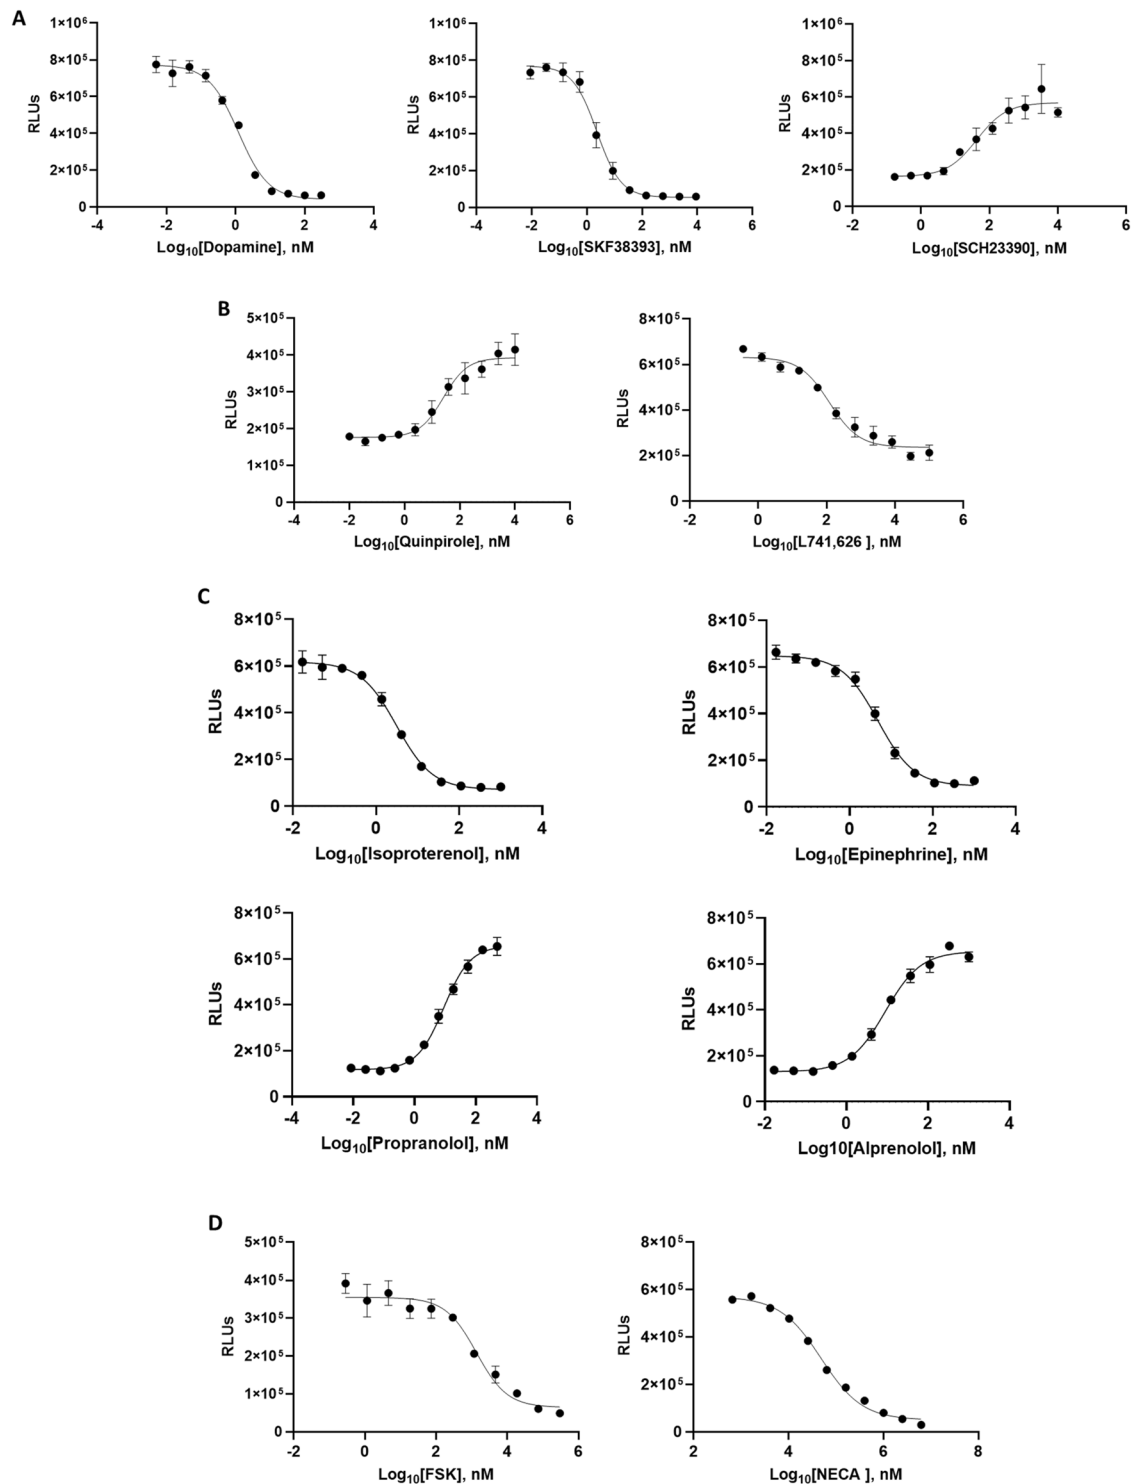 A
1×10⁶
8×10⁵
6×10⁵
4×10⁵
2×10⁵
0
RLUs
-4 -2 0 2 4
Log₁₀[Dopamine], nM
1×10⁶
8×10⁵
6×10⁵
4×10⁵
2×10⁵
0
RLUs
-4 -2 0 2 4 6
Log₁₀[SKF38393], nM
1×10⁶
8×10⁵
6×10⁵
4×10⁵
2×10⁵
0
RLUs
-2 0 2 4 6
Log₁₀[SCH23390], nM
B
5×10⁵
4×10⁵
3×10⁵
2×10⁵
1×10⁵
0
RLUs
-4 -2 0 2 4 6
Log₁₀[Quinpirole], nM
8×10⁵
6×10⁵
4×10⁵
2×10⁵
0
RLUs
-2 0 2 4 6
Log₁₀[L741,626 ], nM
C
8×10⁵
6×10⁵
4×10⁵
2×10⁵
0
RLUs
-2 0 2 4
Log₁₀[Isoproterenol], nM
8×10⁵
6×10⁵
4×10⁵
2×10⁵
0
RLUs
-2 0 2 4
Log₁₀[Epinephrine], nM
8×10⁵
6×10⁵
4×10⁵
2×10⁵
0
RLUs
-4 -2 0 2 4
Log₁₀[Propranolol], nM
8×10⁵
6×10⁵
4×10⁵
2×10⁵
0
RLUs
-2 0 2 4
Log10[Alprenolol], nM
D
5×10⁵
4×10⁵
3×10⁵
2×10⁵
1×10⁵
0
RLUs
-2 0 2 4 6
Log₁₀[FSK], nM
8×10⁵
6×10⁵
4×10⁵
2×10⁵
0
RLUs
2 4 6 8
Log₁₀[NECA ], nM